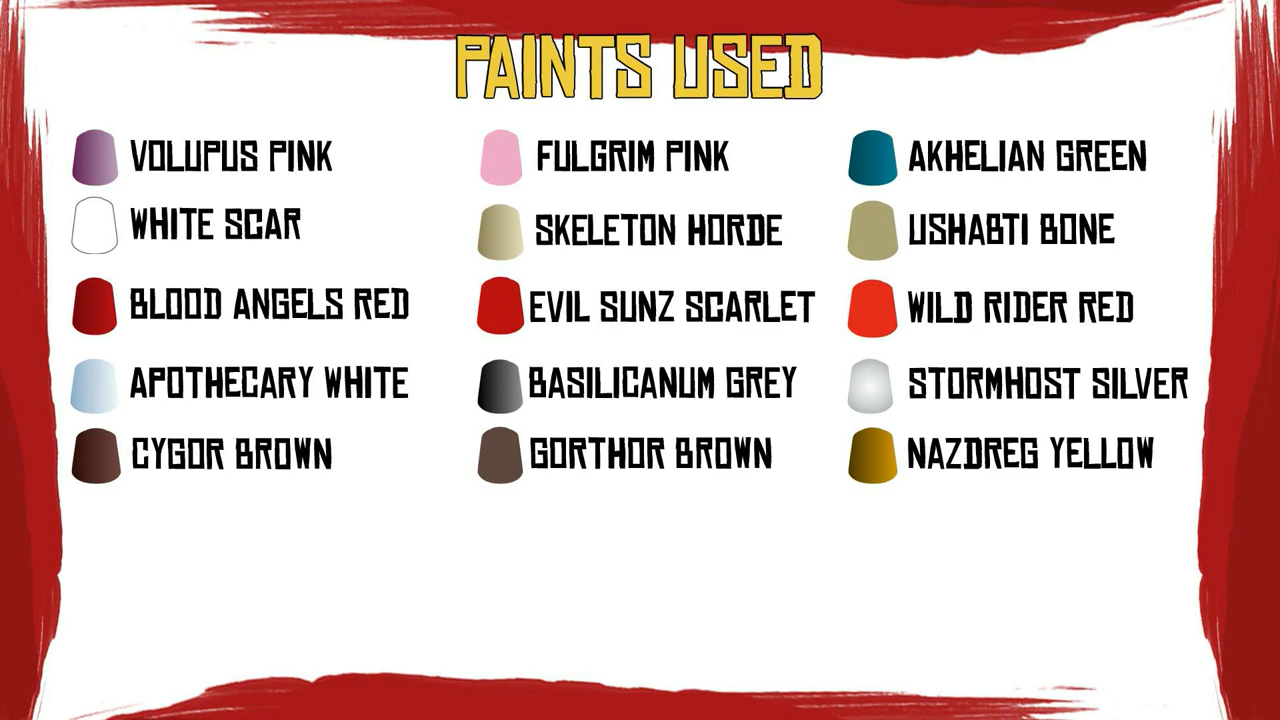 PAINTS USED
VOLUPUS PINK
FULGRIM PINK
AKHELIAN GREEN
WHITE SCAR
SKELETON HORDE
USHABTI BONE
BLOOD ANGELS RED
EVIL SUNZ SCARLET
WILD RIDER RED
APOTHECARY WHITE
BASILICANUM GREY
STORMHOST SILVER
CYGOR BROWN
GORTHOR BROWN
NAZDREG YELLOW